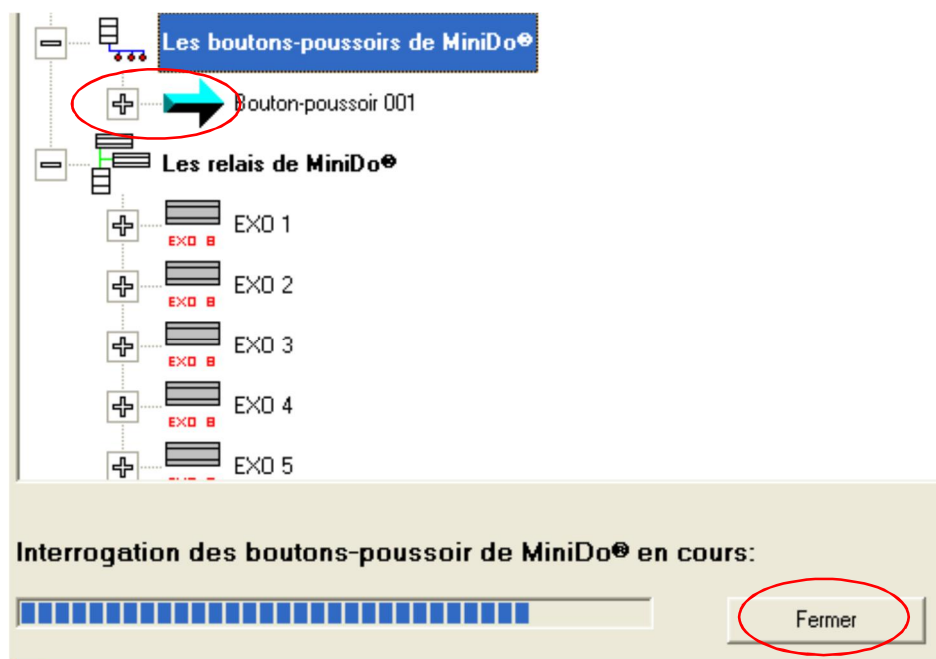 Les boutons-poussoirs de MiniDo®
Bouton-poussoir 001
Les relais de MiniDo®
EXO 1
EXO 8
EXO 2
EXO 8
EXO 3
EXO 8
EXO 4
EXO 8
EXO 5
Interrogation des boutons-poussoir de MiniDo® en cours:
Fermer